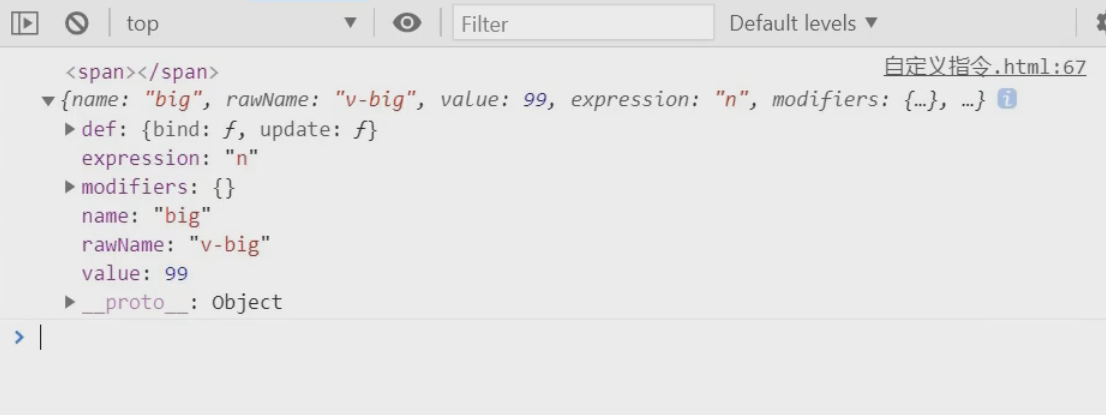 top Filter Default levels
<span></span> 自定义指令.html:67
{name: "big", rawName: "v-big", value: 99, expression: "n", modifiers: {…}, …}
def: {bind: ƒ, update: ƒ}
expression: "n"
modifiers: {}
name: "big"
rawName: "v-big"
value: 99
__proto__: Object